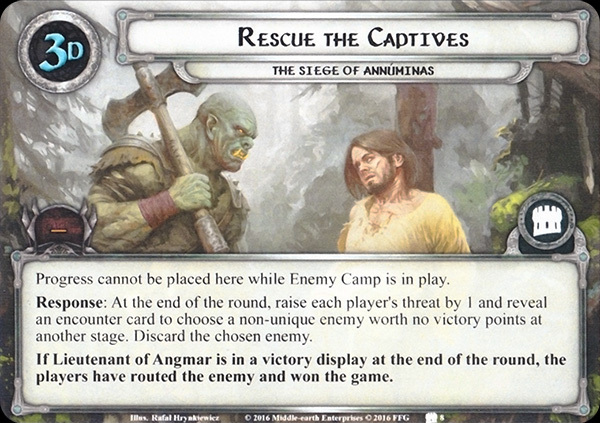 3D
RESCUE THE CAPTIVES
THE SIEGE OF ANNÚMINAS
Progress cannot be placed here while Enemy Camp is in play.
Response: At the end of the round, raise each player's threat by 1 and reveal
an encounter card to choose a non-unique enemy worth no victory points at
another stage. Discard the chosen enemy.
If Lieutenant of Angmar is in a victory display at the end of the round, the
players have routed the enemy and won the game.
Illus. Rafał Hrynkiewicz © 2016 Middle-earth Enterprises © 2016 FFG 8